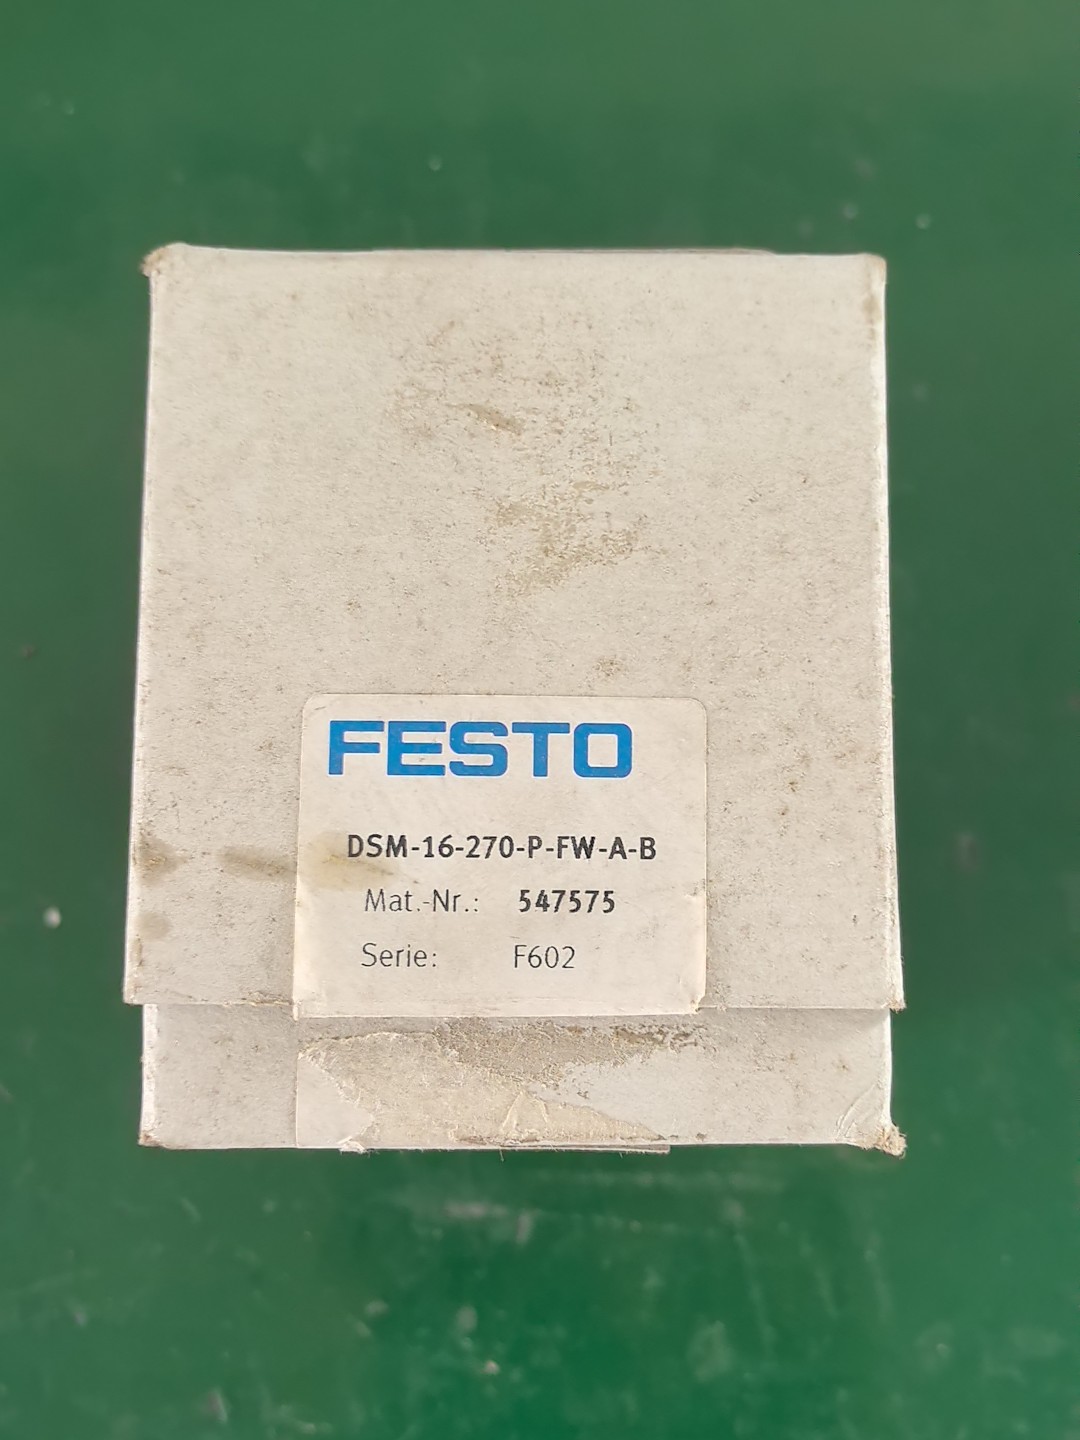 FESTO
DSM-16-270-P-FW-A-B
Mat.-Nr.: 547575
Serie: F602